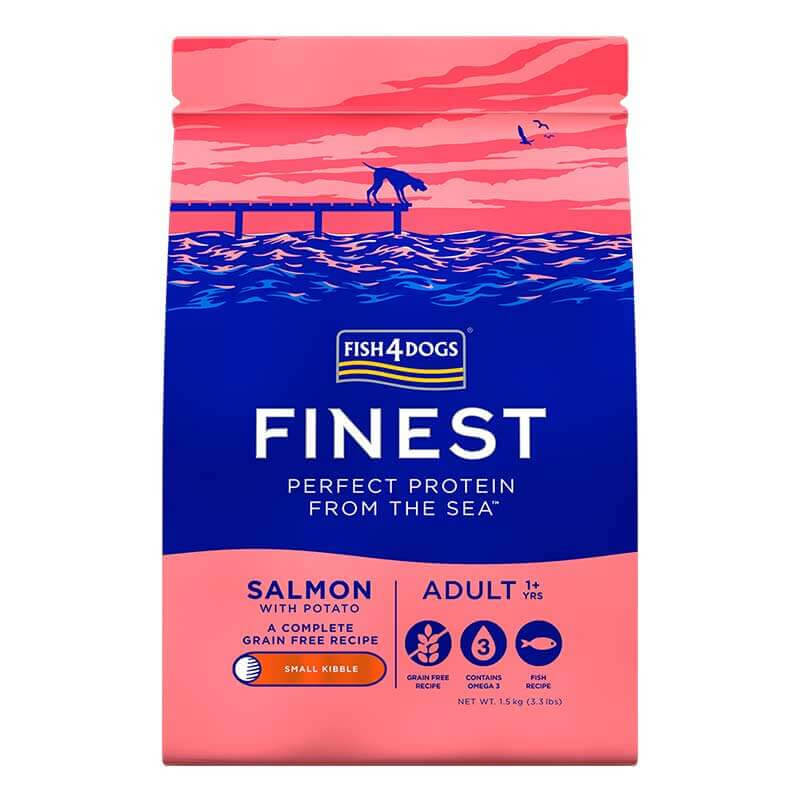 FISH4DOGS®
FINEST
PERFECT PROTEIN
FROM THE SEA™
SALMON
WITH POTATO
A COMPLETE
GRAIN FREE RECIPE
SMALL KIBBLE
ADULT 1+ YRS
GRAIN FREE RECIPE
3
CONTAINS OMEGA 3
FISH RECIPE
NET WT. 1.5 kg (3.3 lbs)